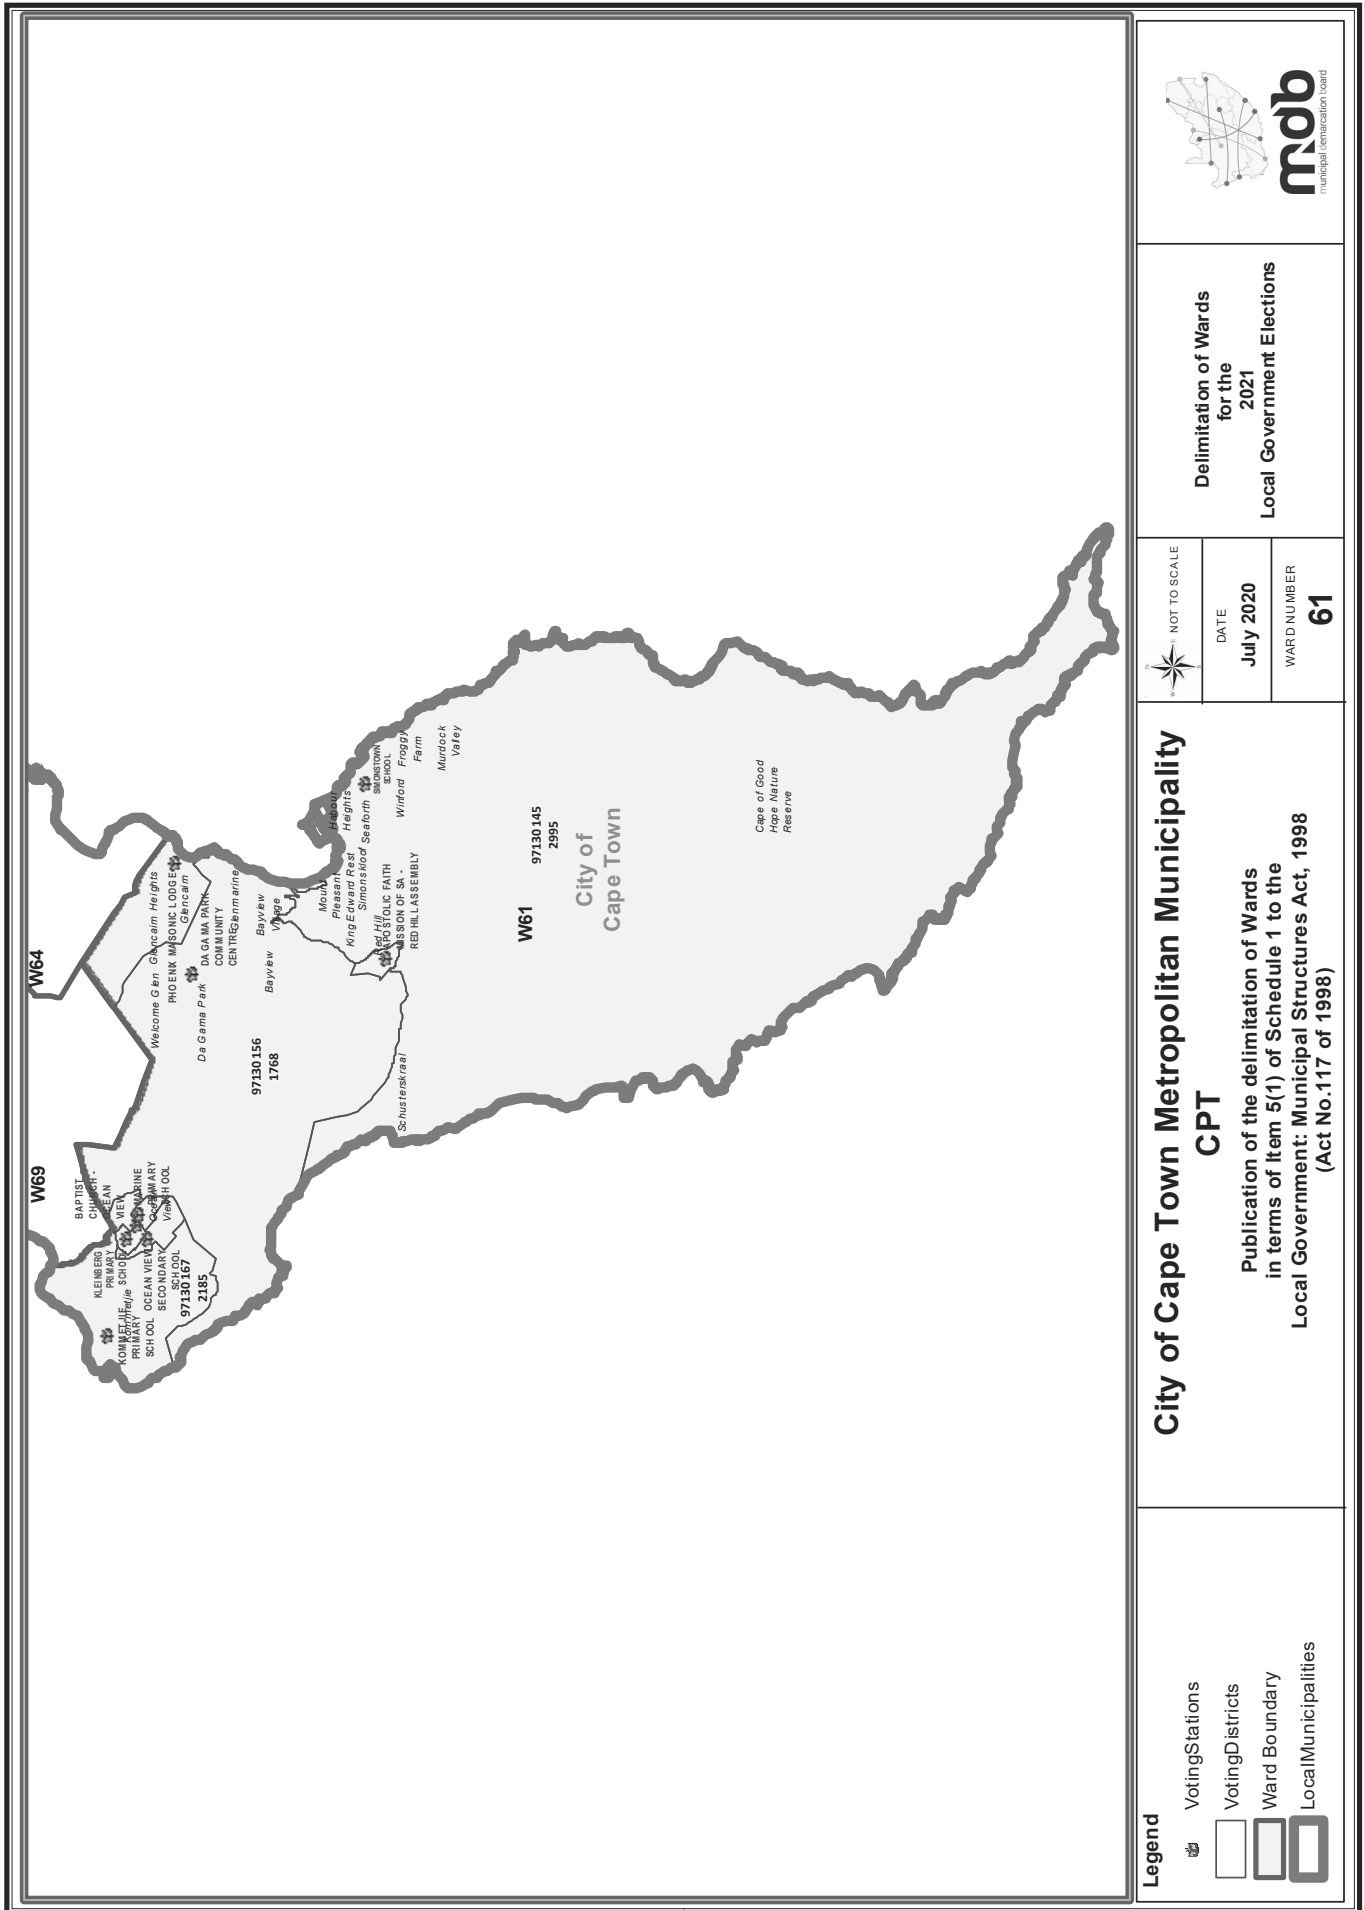 W69
W64
BAPTIST
CHURCH -
OCEAN
VIEW
MARINE
PRIMARY
SCHOOL
Ocean
View
KLEINBERG
PRIMARY
SCHOOL
OCEAN VIEW
SECONDARY
SCHOOL
97130167
2185
Kommetjie
KOMMETJIE
PRIMARY
SCHOOL
Welcome Glen
Glencairn Heights
PHOENIX MASONIC LODGE
Glencairn
DA GAMA PARK
COMMUNITY
CENTRE
Glenmarine
Da Gama Park
Bayview
Village
Bayview
97130156
1768
Mount
Pleasant
Harbour
Heights
King Edward Rest
Simonskloof
Seaforth
SIMONSTOWN
SCHOOL
Red Hill
APOSTOLIC FAITH
MISSION OF SA -
RED HILL ASSEMBLY
Winford
Froggy
Farm
Murdock
Valley
Schusterskraal
W61
97130145
2995
City of
Cape Town
Cape of Good
Hope Nature
Reserve
Legend
VotingStations
VotingDistricts
Ward Boundary
LocalMunicipalities
City of Cape Town Metropolitan Municipality
CPT
Publication of the delimitation of Wards
in terms of Item 5(1) of Schedule 1 to the
Local Government: Municipal Structures Act, 1998
(Act No.117 of 1998)
N
W E
S
NOT TO SCALE
DATE
July 2020
WARD NUMBER
61
Delimitation of Wards
for the
2021
Local Government Elections
mdb
municipal demarcation board